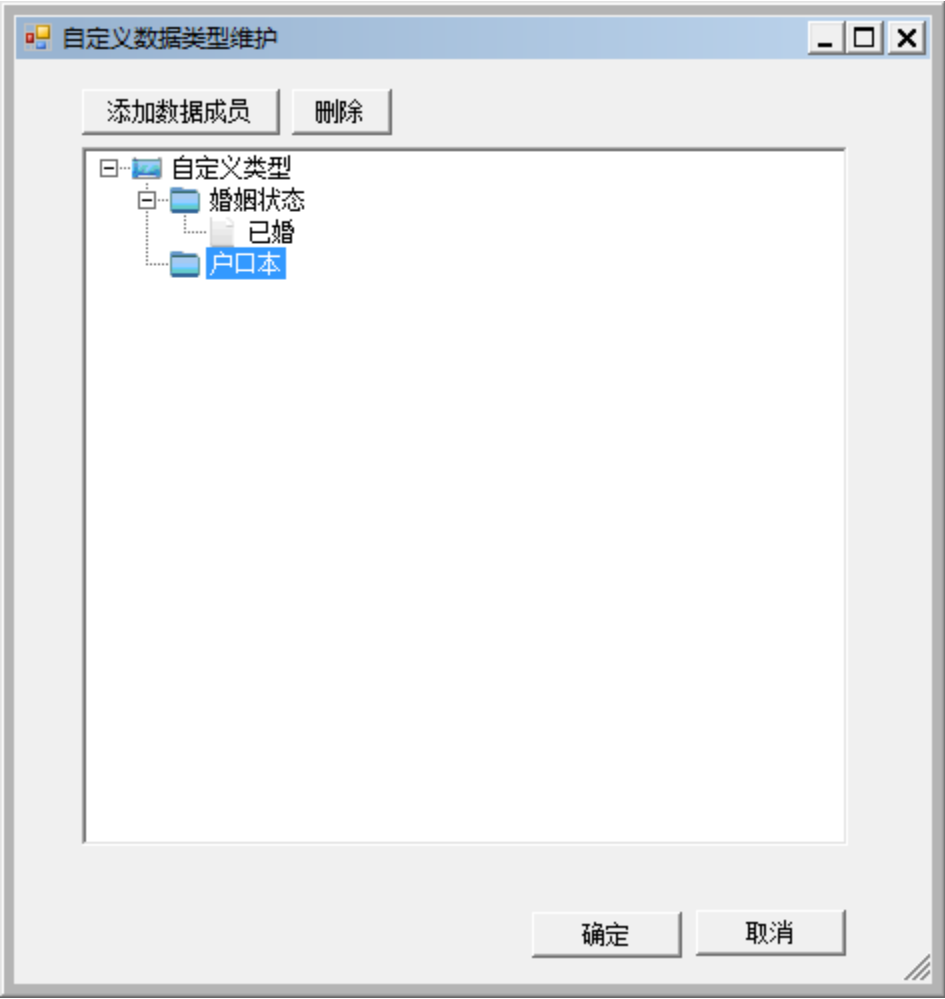 自定义数据类型维护
添加数据成员 删除
自定义类型
婚姻状态
已婚
户口本
确定 取消